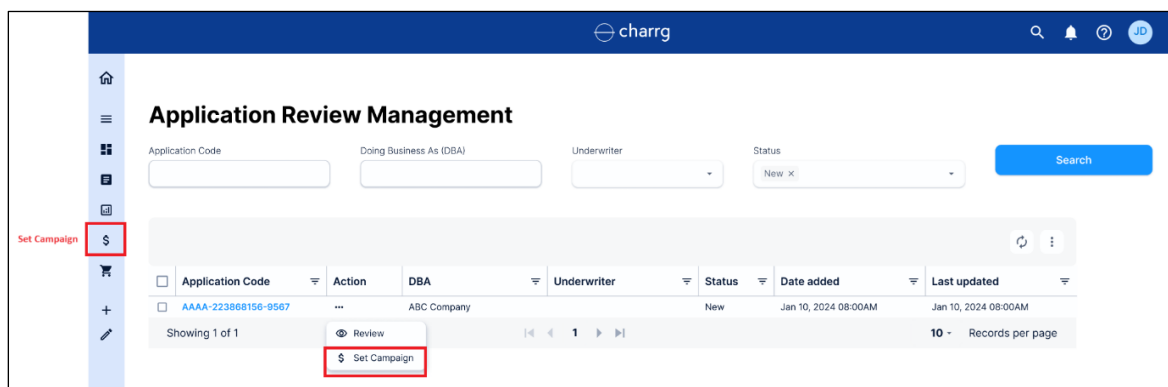 charrg
JD
Application Review Management
Application Code Doing Business As (DBA) Underwriter Status
New × Search
Set Campaign $
Application Code Action DBA Underwriter Status Date added Last updated
AAAA-223868156-9567 ••• ABC Company New Jan 10, 2024 08:00AM Jan 10, 2024 08:00AM
Showing 1 of 1 1 10 Records per page
Review
$ Set Campaign